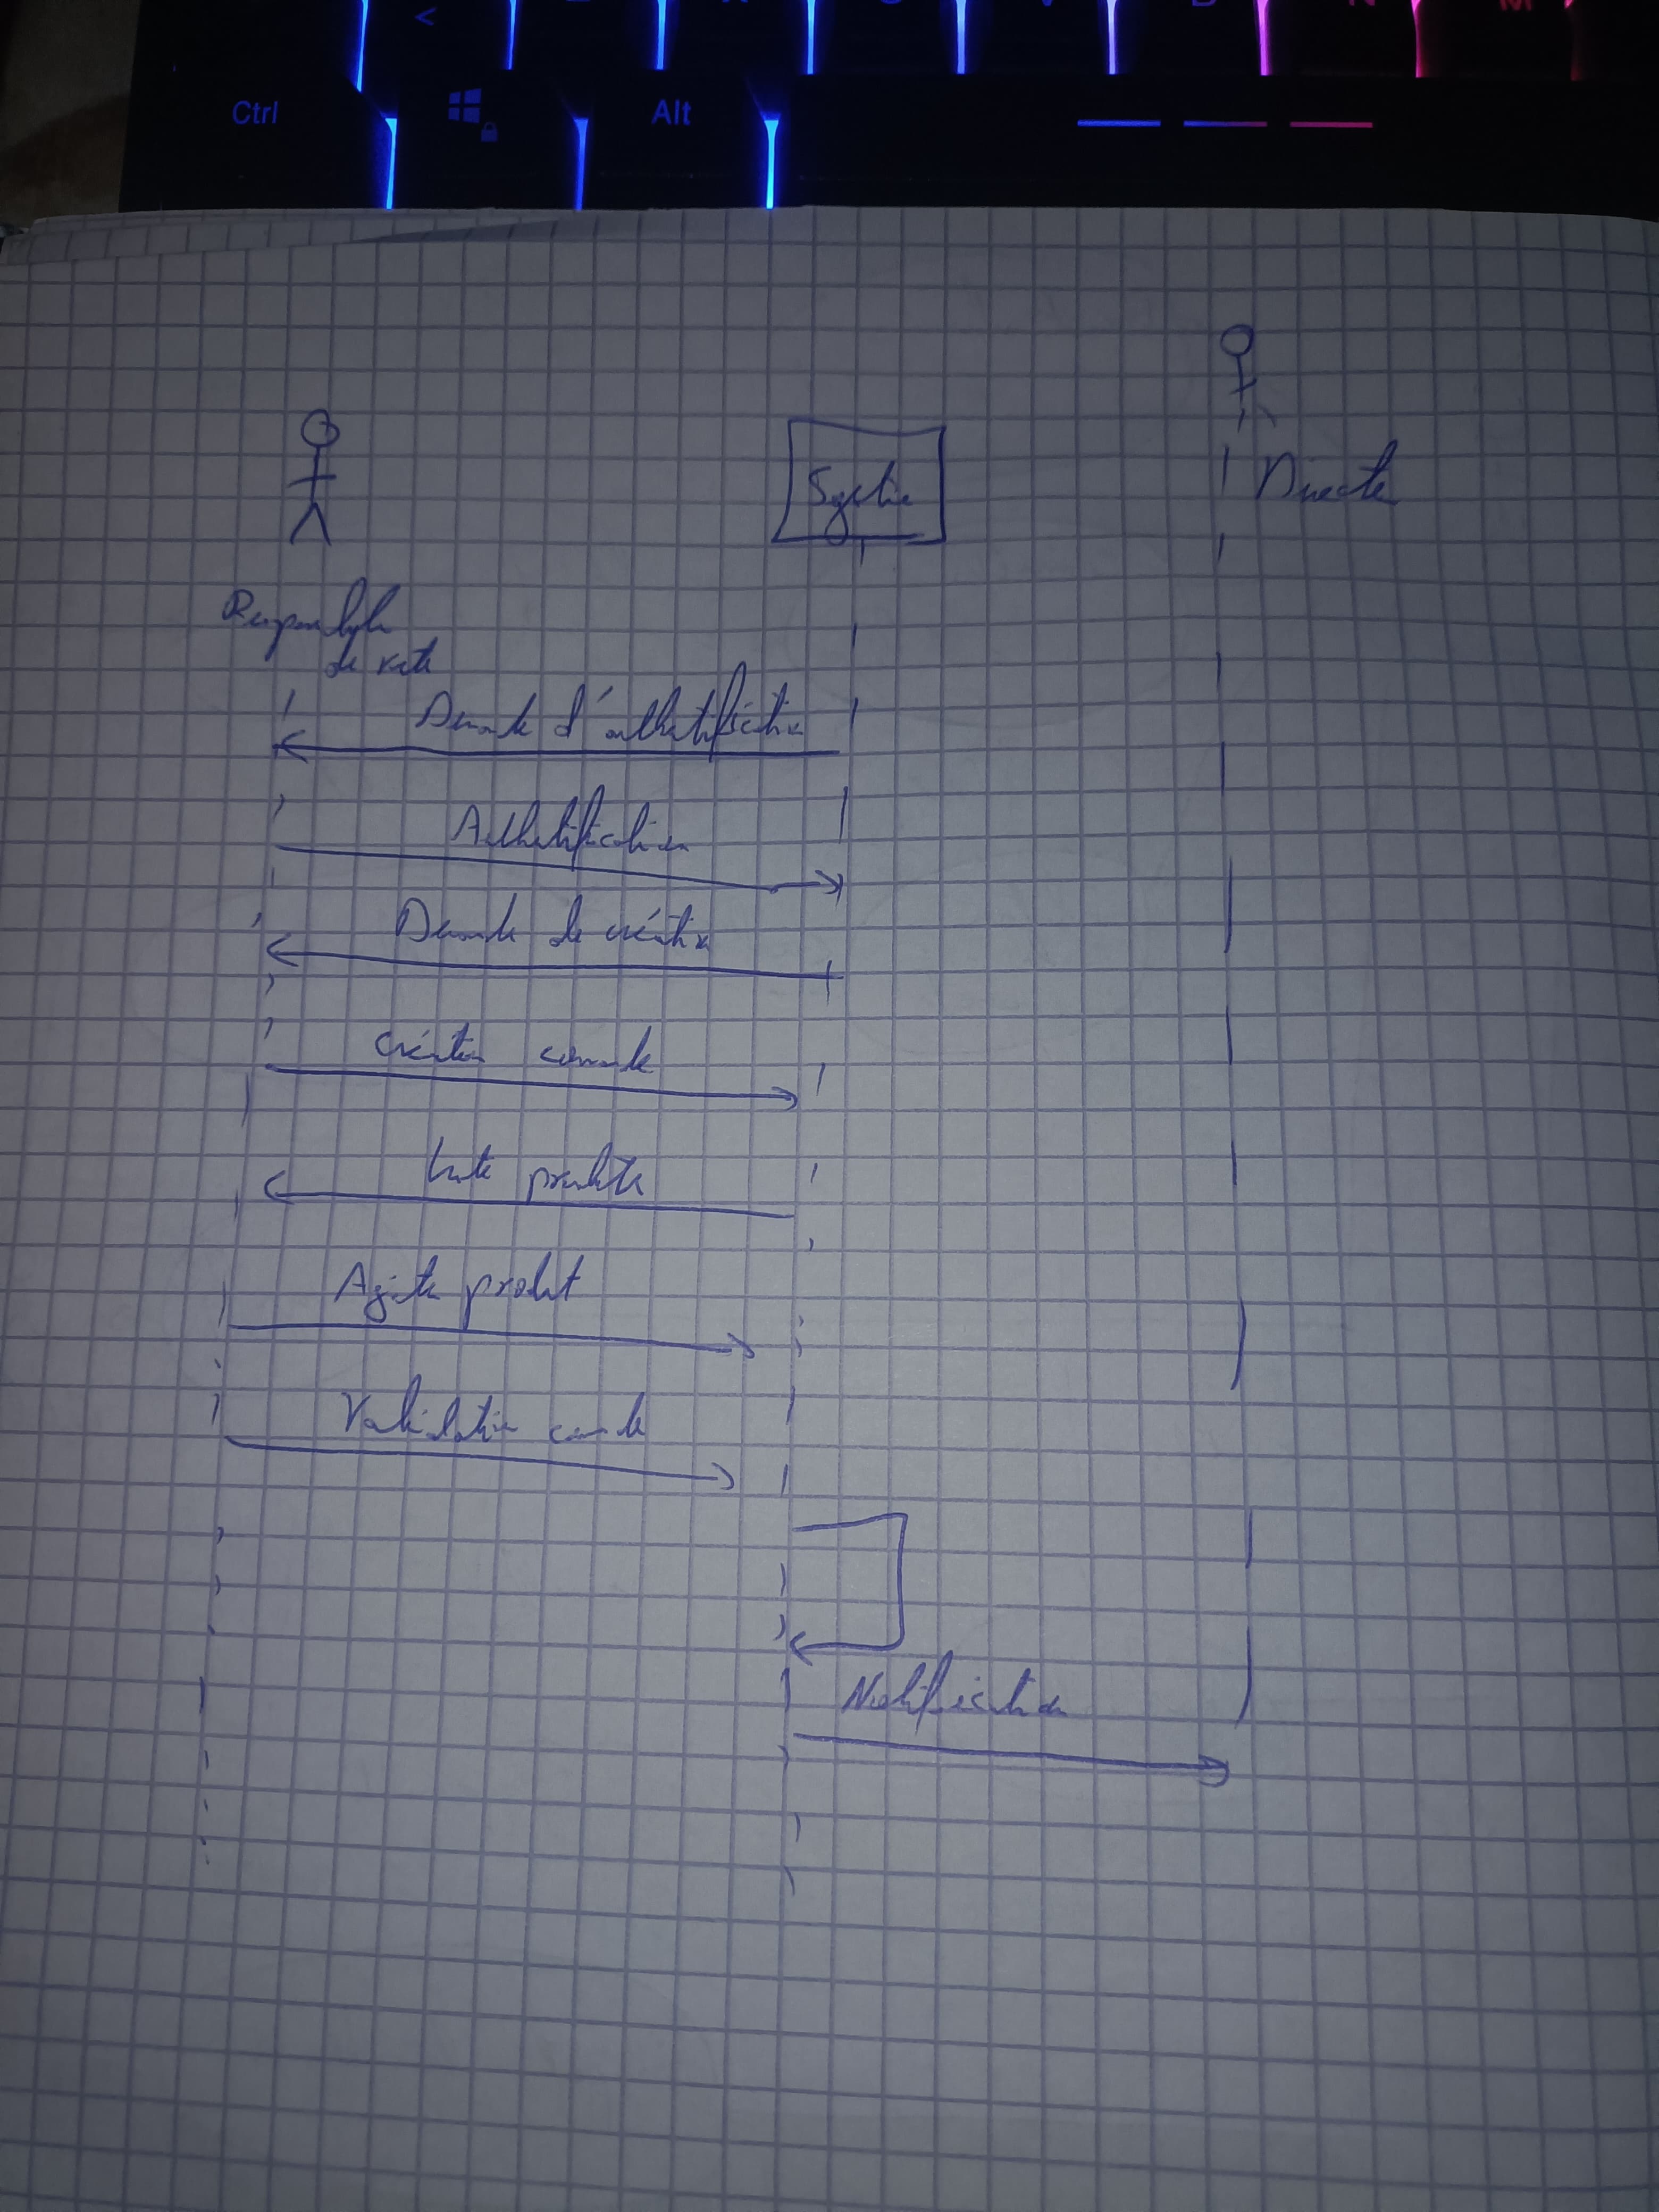 Ctrl
Alt
Système
Directeur
Responsable
de vente
Demande d'authentification
Authentification
Demande de création
Création commande
Liste produits
Ajouter produit
Validation commande
Notification